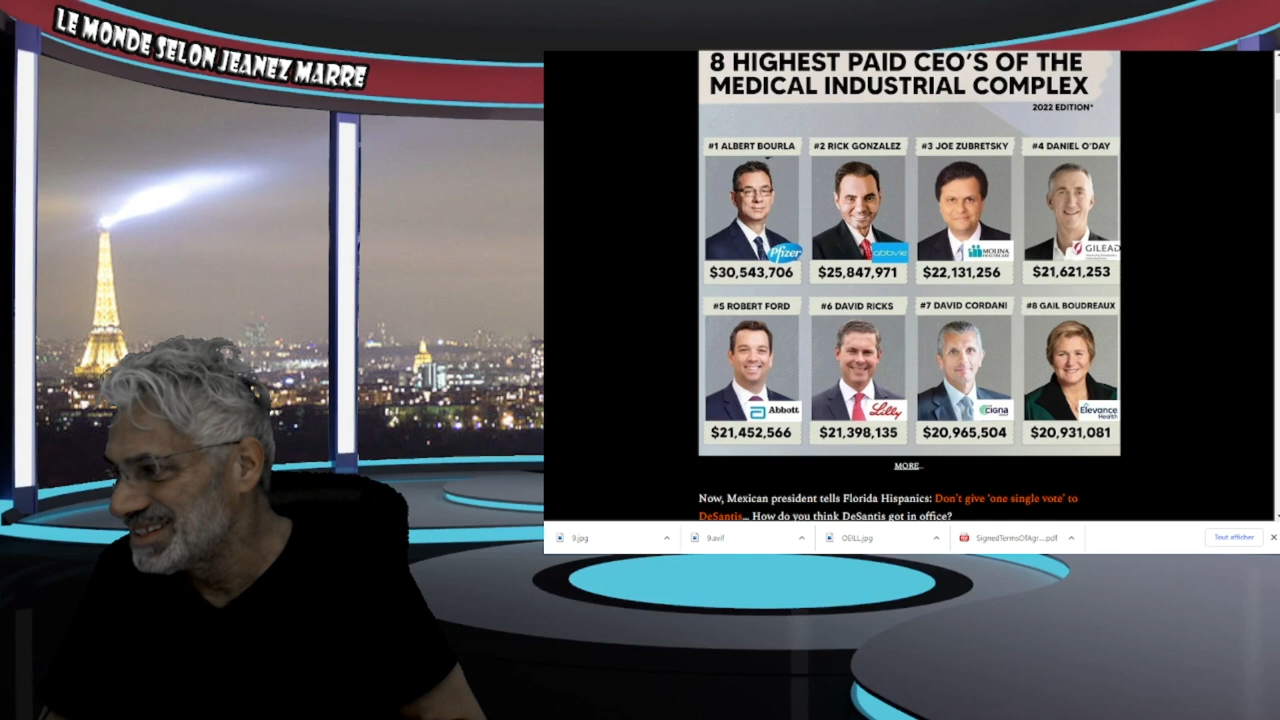 LE MONDE SELON JEANEZ MARRE
8 HIGHEST PAID CEO'S OF THE
MEDICAL INDUSTRIAL COMPLEX
2022 EDITION*
#1 ALBERT BOURLA
#2 RICK GONZALEZ
#3 JOE ZUBRETSKY
#4 DANIEL O'DAY
Pfizer
abbvie
MOLINA
HEALTHCARE
GILEAD
$30,543,706
$25,847,971
$22,131,256
$21,621,253
#5 ROBERT FORD
#6 DAVID RICKS
#7 DAVID CORDANI
#8 GAIL BOUDREAUX
Abbott
Lilly
cigna
Elevance
Health
$21,452,566
$21,398,135
$20,965,504
$20,931,081
MORE...
Now, Mexican president tells Florida Hispanics: Don't give 'one single vote' to
DeSantis... How do you think DeSantis got in office?
9.jpg
9.avif
OEILL.jpg
SignedTermsOfAgr....pdf
Tout afficher